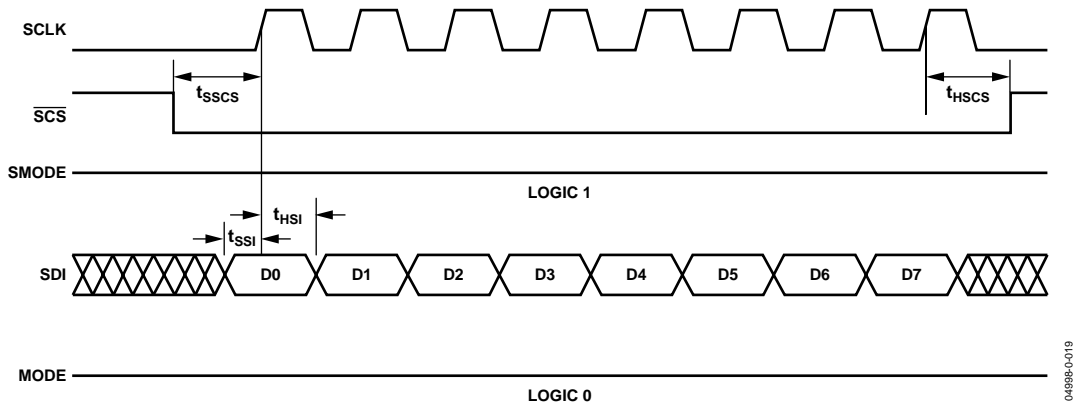 SCLK
tSSCS
tHSCS
SCS
SMODE
LOGIC 1
tHSI
tSSI
SDI D0 D1 D2 D3 D4 D5 D6 D7
MODE
LOGIC 0
04998-0-019